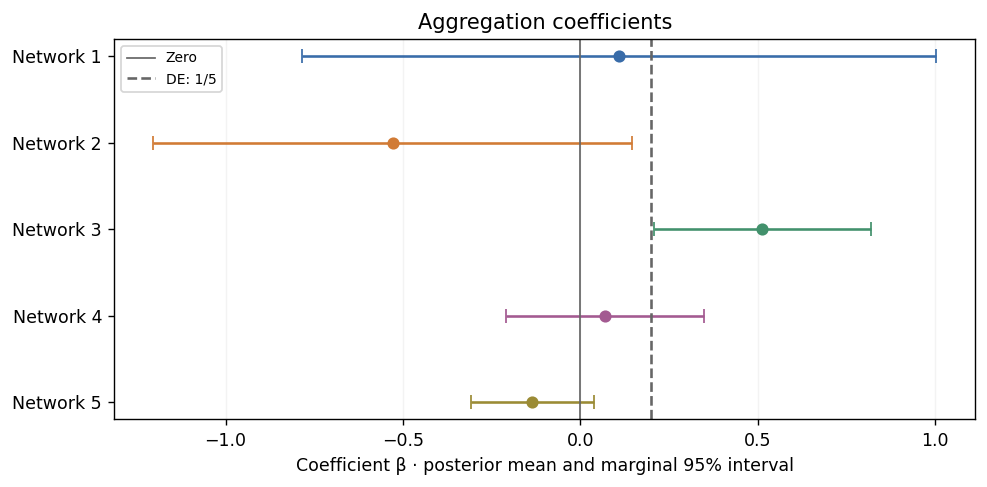 Aggregation coefficients
Zero
DE: 1/5
Network 1
Network 2
Network 3
Network 4
Network 5
−1.0 −0.5 0.0 0.5 1.0
Coefficient β · posterior mean and marginal 95% interval